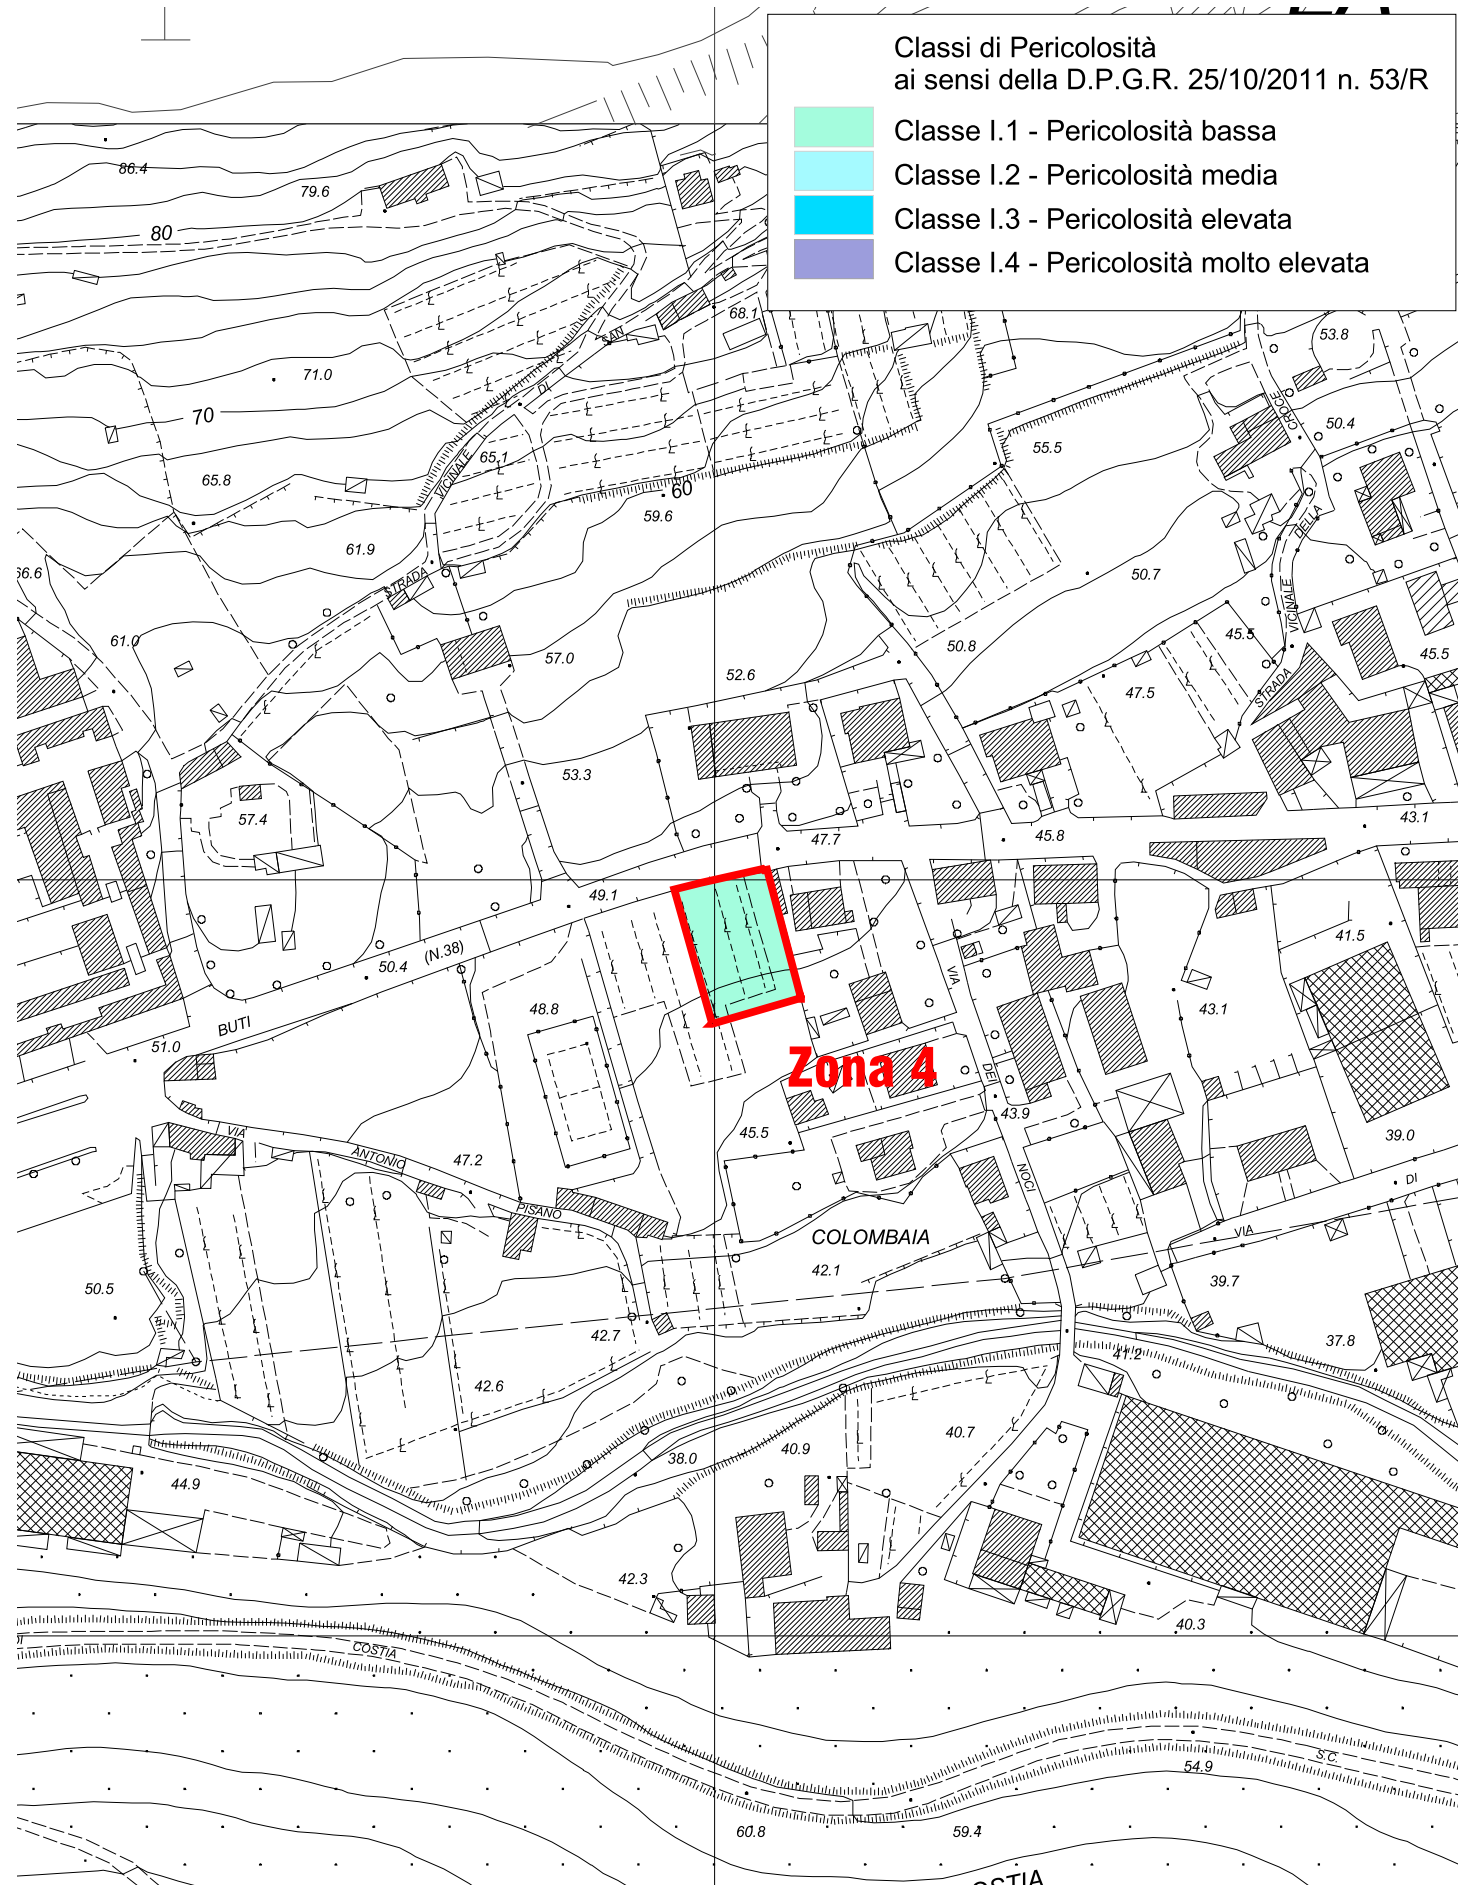 Classi di Pericolosità
ai sensi della D.P.G.R. 25/10/2011 n. 53/R
Classe I.1 - Pericolosità bassa
Classe I.2 - Pericolosità media
Classe I.3 - Pericolosità elevata
Classe I.4 - Pericolosità molto elevata
86.4
79.6
80
68.1
53.8
SAN
71.0
DI
70
CROCE
50.4
55.5
65.1
65.8
VICINALE
60
59.6
DELLA
61.9
50.7
STRADA
VICINALE
61.0
45.5
50.8
57.0
45.5
52.6
47.5
STRADA
53.3
57.4
47.7
45.8
43.1
49.1
41.5
(N.38)
50.4
VIA
48.8
43.1
BUTI
51.0
Zona 4
DEI
43.9
VIA
45.5
39.0
ANTONIO
47.2
NOCI
DI
PISANO
COLOMBAIA
VIA
42.1
39.7
50.5
42.7
37.8
41.2
42.6
40.7
40.9
38.0
44.9
42.3
40.3
COSTIA
S.C.
54.9
60.8
59.4